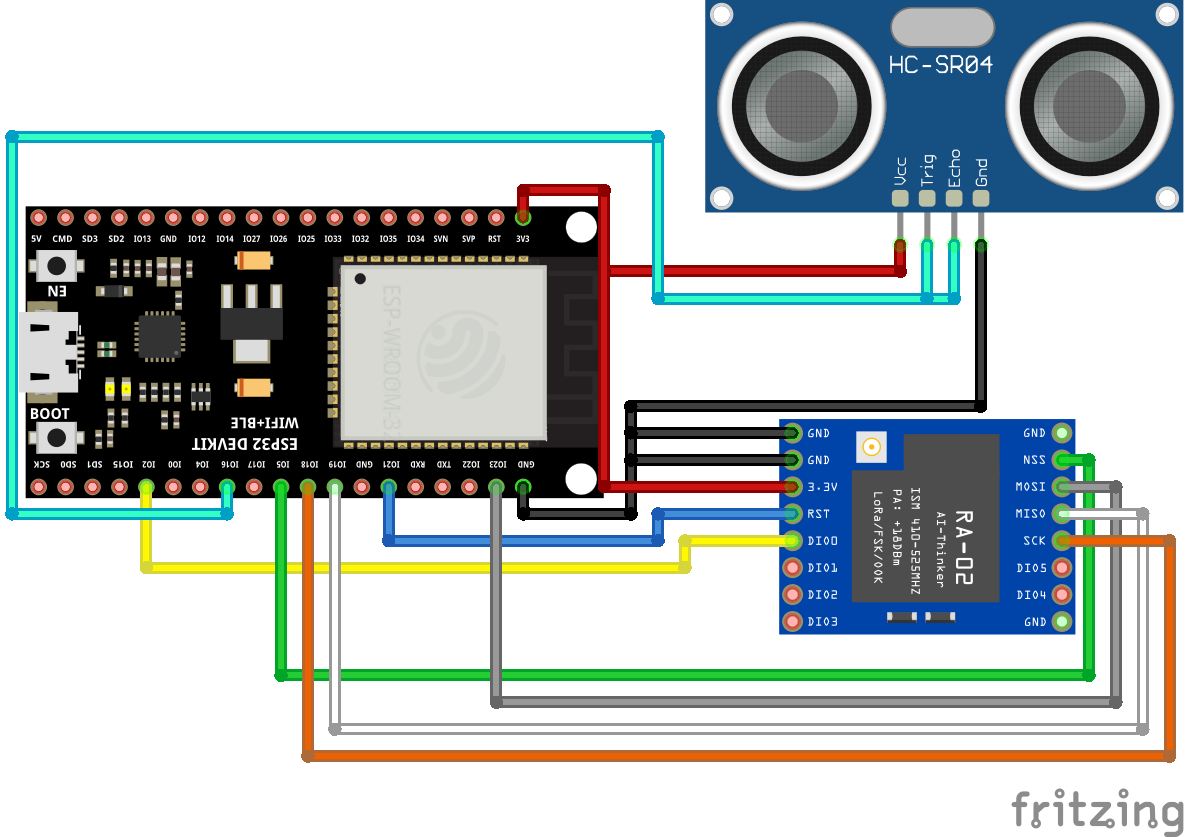 HC-SR04
Vcc
Trig
Echo
Gnd
5V CMD SD3 SD2 IO13 GND IO12 IO14 IO27 IO26 IO25 IO33 IO32 IO35 IO34 SVN SVP RST 3V3
EN
ESP-WROOM-3
BOOT
WIFI+BLE
ESP32 DEVKIT
SCK SD0 SD1 IO15 IO2 IO0 IO4 IO16 IO17 IO5 IO18 IO19 GND IO21 RXD TXD IO22 IO23 GND
GND
GND
3.3V
RST
DIO0
DIO1
DIO2
DIO3
RA-02
AI-Thinker
ISM 410-525MHZ
PA: +18DBm
LoRa/FSK/OOK
GND
NSS
MOSI
MISO
SCK
DIO5
DIO4
GND
fritzing